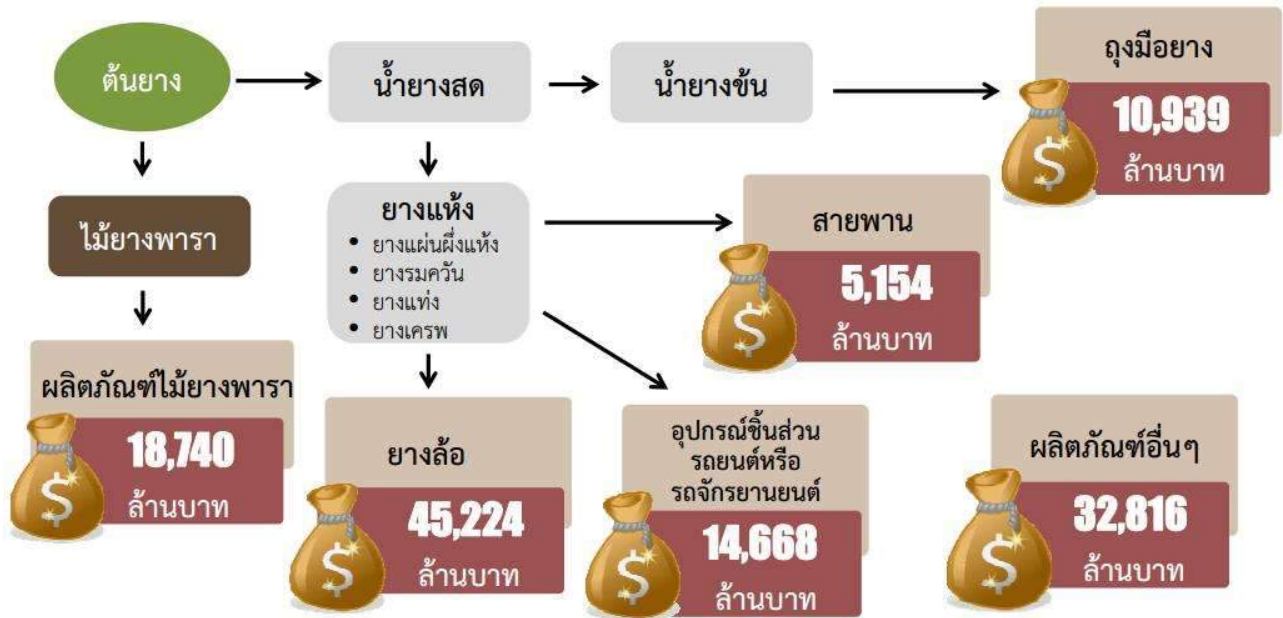 ต้นยาง
น้ำยางสด
น้ำยางข้น
ถุงมือยาง
10,939
ล้านบาท
ไม้ยางพารา
ยางแห้ง
• ยางแผ่นผึ่งแห้ง
• ยางรมควัน
• ยางแท่ง
• ยางเครพ
สายพาน
5,154
ล้านบาท
ผลิตภัณฑ์ไม้ยางพารา
18,740
ล้านบาท
ยางล้อ
45,224
ล้านบาท
อุปกรณ์ชิ้นส่วน
รถยนต์หรือ
รถจักรยานยนต์
14,668
ล้านบาท
ผลิตภัณฑ์อื่นๆ
32,816
ล้านบาท